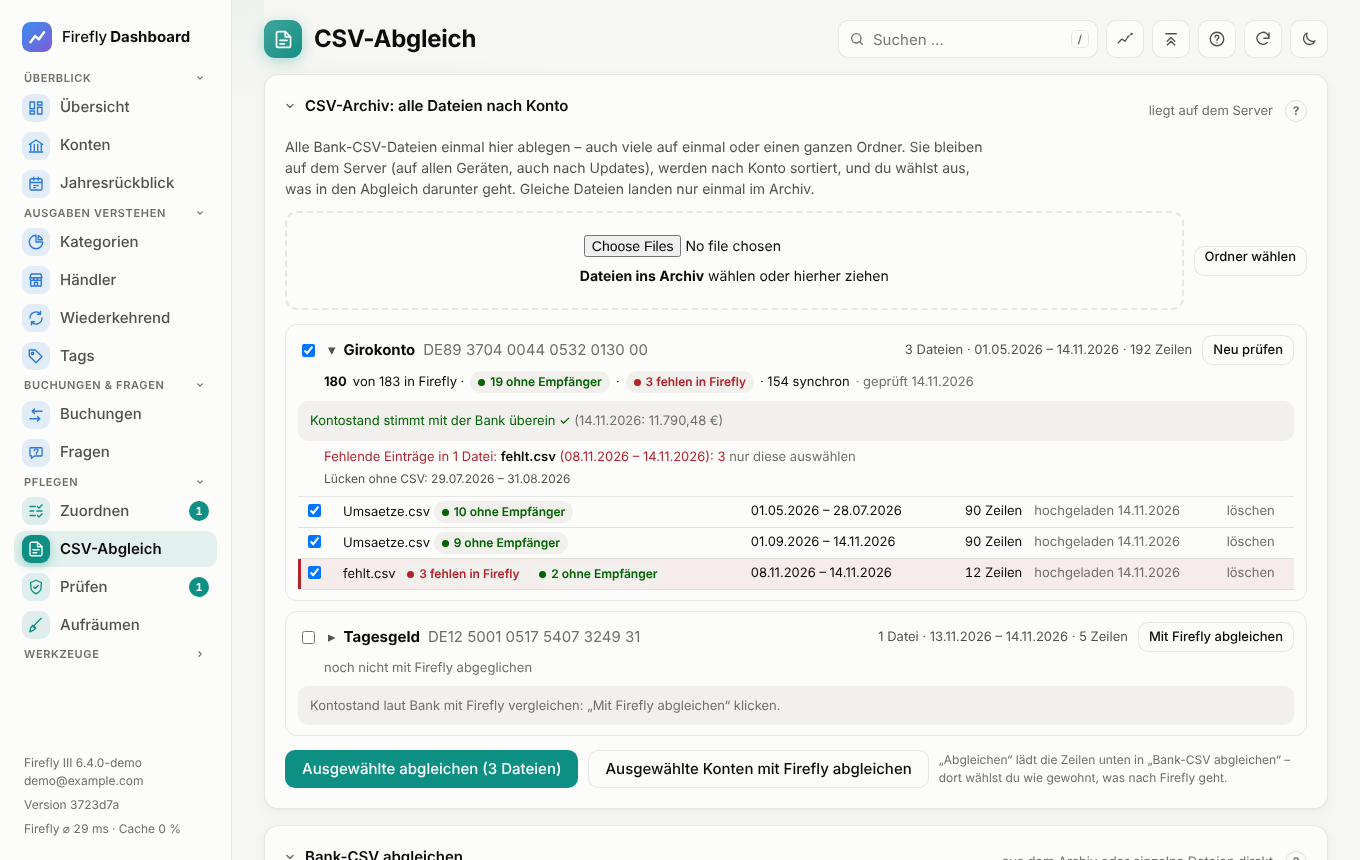 Firefly Dashboard
ÜBERBLICK
Übersicht
Konten
Jahresrückblick
AUSGABEN VERSTEHEN
Kategorien
Händler
Wiederkehrend
Tags
BUCHUNGEN & FRAGEN
Buchungen
Fragen
PFLEGEN
Zuordnen 1
CSV-Abgleich
Prüfen 1
Aufräumen
WERKZEUGE
Firefly III 6.4.0-demo
demo@example.com
Version 3723d7a
Firefly ⌀ 29 ms · Cache 0 %
CSV-Abgleich
Suchen ... /
CSV-Archiv: alle Dateien nach Konto
liegt auf dem Server ?
Alle Bank-CSV-Dateien einmal hier ablegen – auch viele auf einmal oder einen ganzen Ordner. Sie bleiben
auf dem Server (auf allen Geräten, auch nach Updates), werden nach Konto sortiert, und du wählst aus,
was in den Abgleich darunter geht. Gleiche Dateien landen nur einmal im Archiv.
Choose Files No file chosen
Dateien ins Archiv wählen oder hierher ziehen
Ordner wählen
▼ Girokonto DE89 3704 0044 0532 0130 00 3 Dateien · 01.05.2026 – 14.11.2026 · 192 Zeilen Neu prüfen
180 von 183 in Firefly · ● 19 ohne Empfänger · ● 3 fehlen in Firefly · 154 synchron · geprüft 14.11.2026
Kontostand stimmt mit der Bank überein ✓ (14.11.2026: 11.790,48 €)
Fehlende Einträge in 1 Datei: fehlt.csv (08.11.2026 – 14.11.2026): 3 nur diese auswählen
Lücken ohne CSV: 29.07.2026 – 31.08.2026
Umsaetze.csv ● 10 ohne Empfänger 01.05.2026 – 28.07.2026 90 Zeilen hochgeladen 14.11.2026 löschen
Umsaetze.csv ● 9 ohne Empfänger 01.09.2026 – 14.11.2026 90 Zeilen hochgeladen 14.11.2026 löschen
fehlt.csv ● 3 fehlen in Firefly ● 2 ohne Empfänger 08.11.2026 – 14.11.2026 12 Zeilen hochgeladen 14.11.2026 löschen
▶ Tagesgeld DE12 5001 0517 5407 3249 31 1 Datei · 13.11.2026 – 14.11.2026 · 5 Zeilen Mit Firefly abgleichen
noch nicht mit Firefly abgeglichen
Kontostand laut Bank mit Firefly vergleichen: „Mit Firefly abgleichen“ klicken.
Ausgewählte abgleichen (3 Dateien)
Ausgewählte Konten mit Firefly abgleichen
„Abgleichen“ lädt die Zeilen unten in „Bank-CSV abgleichen“ –
dort wählst du wie gewohnt, was nach Firefly geht.
Bank-CSV abgleichen
aus dem Archiv oder einzelne Dateien direkt ?